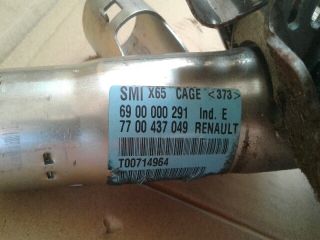 SMI X65 CAGE <373>
69 00 000 291 Ind. E
77 00 437 049 RENAULT
T00714964